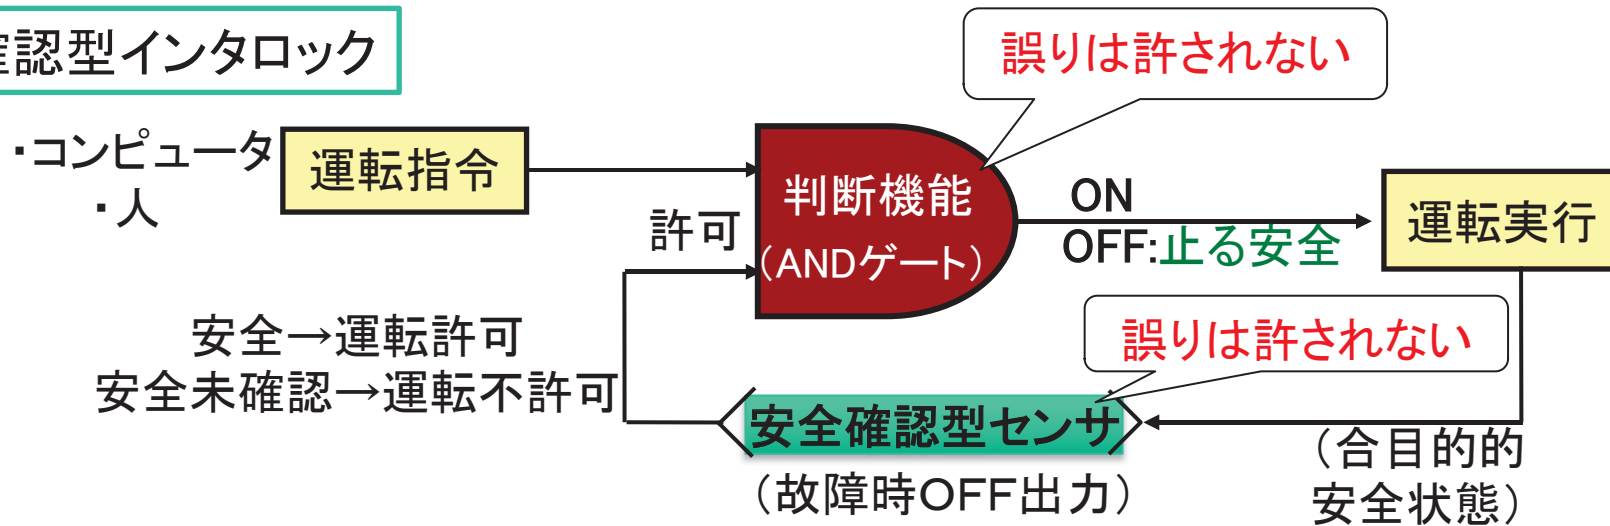 認型インタロック
誤りは許されない
・コンピュータ
・人
運転指令
許可
判断機能
(ANDゲート)
ON
OFF:止る安全
運転実行
安全→運転許可
安全未確認→運転不許可
誤りは許されない
安全確認型センサ
(故障時OFF出力)
(合目的的
安全状態)